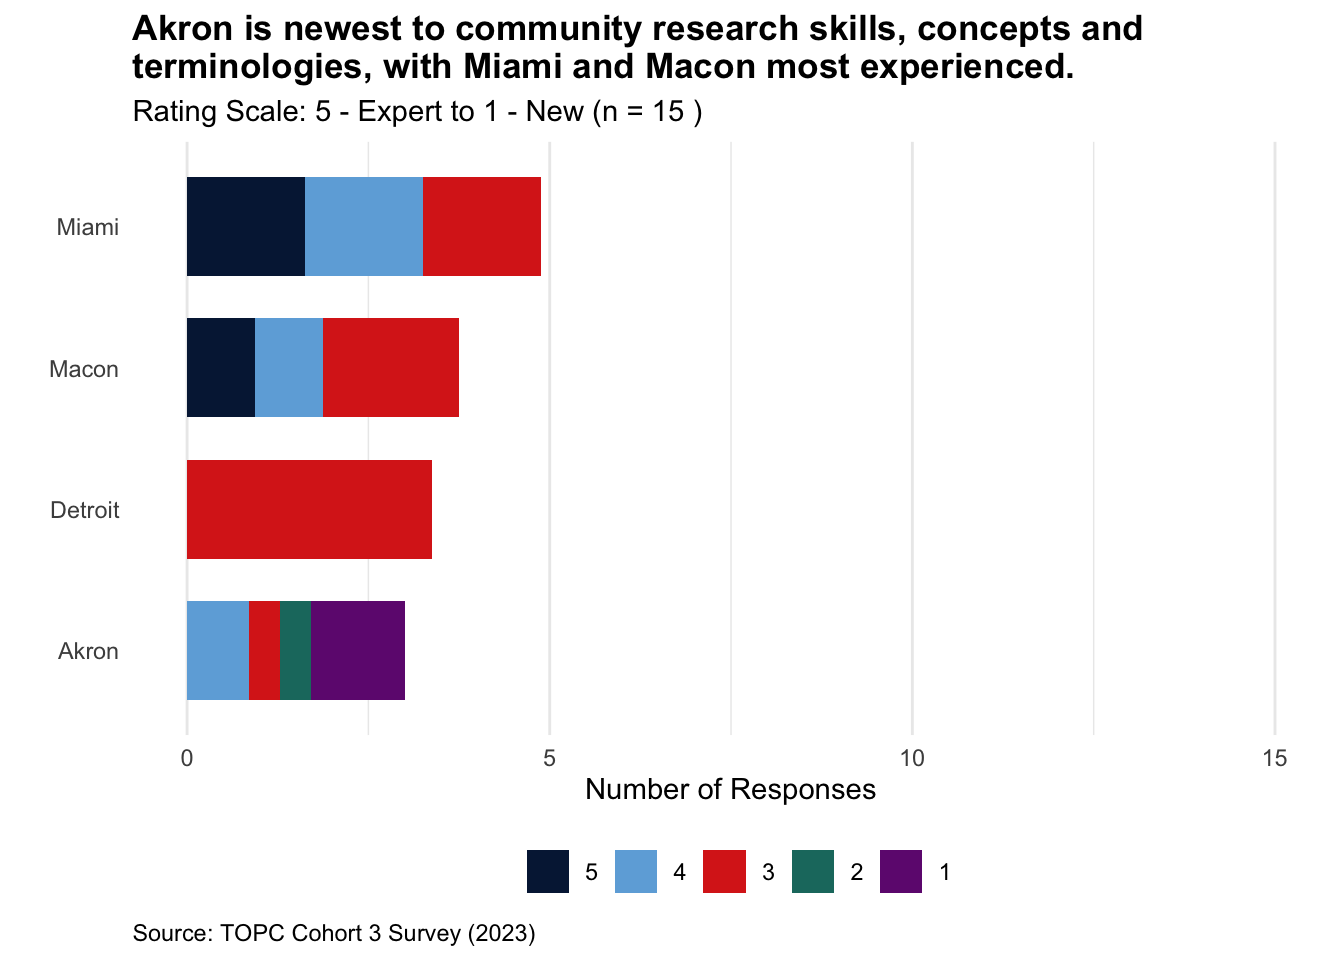 Akron is newest to community research skills, concepts and
terminologies, with Miami and Macon most experienced.
Rating Scale: 5 - Expert to 1 - New (n = 15 )
Miami
Macon
Detroit
Akron
0 5 10 15
Number of Responses
5 4 3 2 1
Source: TOPC Cohort 3 Survey (2023)